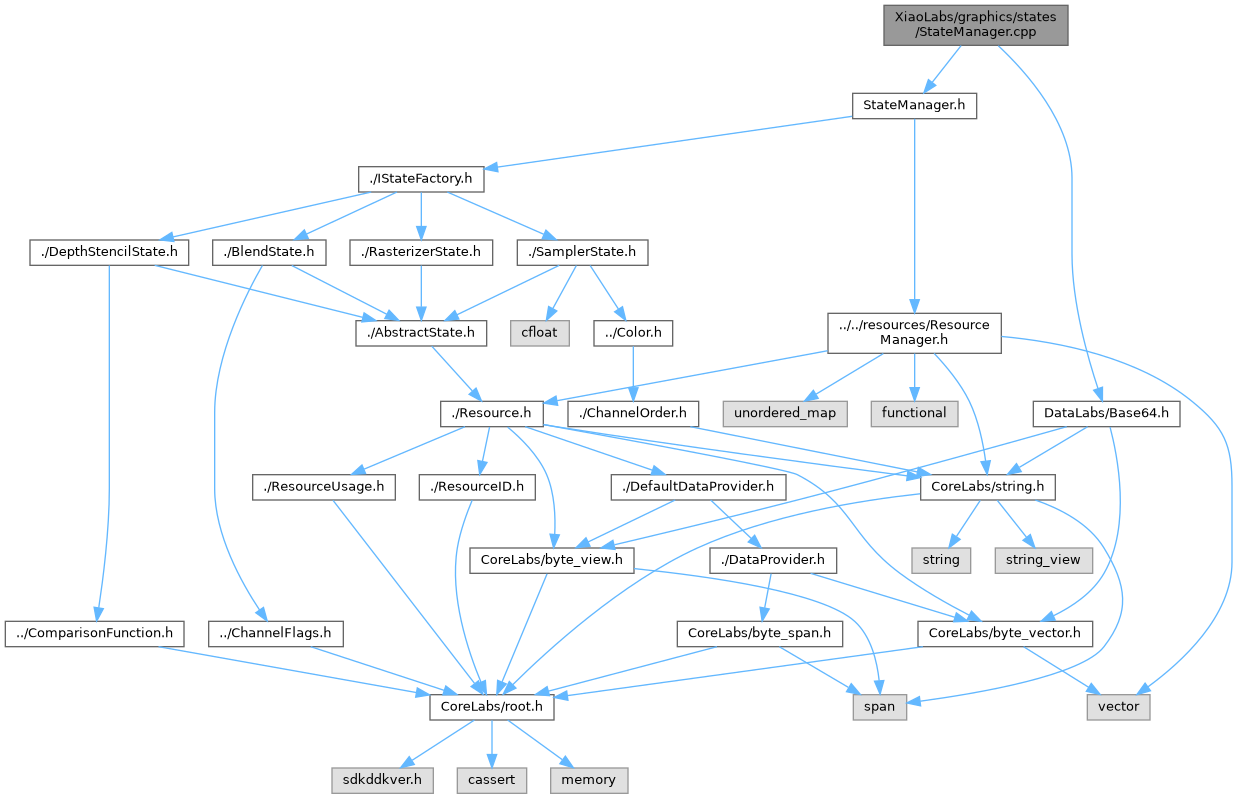 XiaoLabs/graphics/states
/StateManager.cpp
StateManager.h
./IStateFactory.h
./DepthStencilState.h
./BlendState.h
./RasterizerState.h
./SamplerState.h
./AbstractState.h
cfloat
../Color.h
../../resources/Resource
Manager.h
./Resource.h
./ChannelOrder.h
unordered_map
functional
DataLabs/Base64.h
./ResourceUsage.h
./ResourceID.h
./DefaultDataProvider.h
CoreLabs/string.h
CoreLabs/byte_view.h
./DataProvider.h
string
string_view
../ComparisonFunction.h
../ChannelFlags.h
CoreLabs/byte_span.h
CoreLabs/byte_vector.h
CoreLabs/root.h
span
vector
sdkddkver.h
cassert
memory